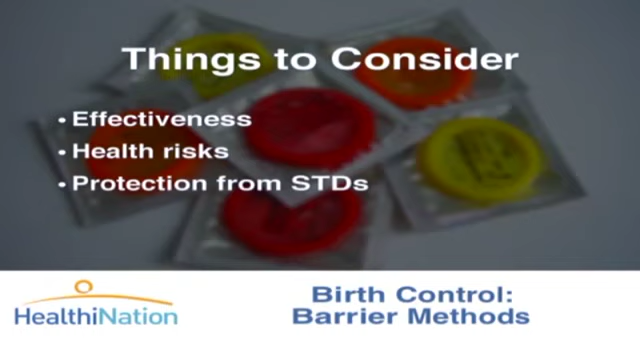 Things to Consider
• Effectiveness
• Health risks
• Protection from STDs
HealthiNation
Birth Control:
Barrier Methods